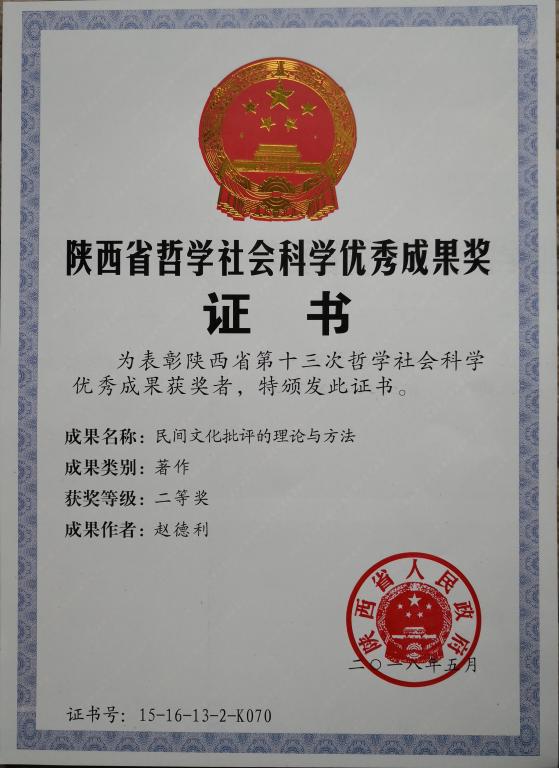 陕西省哲学社会科学优秀成果奖
证 书
为表彰陕西省第十三次哲学社会科学
优秀成果获奖者，特颁发此证书。
成果名称：民间文化批评的理论与方法
成果类别：著作
获奖等级：二等奖
成果作者：赵德利
陕西省人民政府
二〇一八年五月
证书号：15-16-13-2-K070